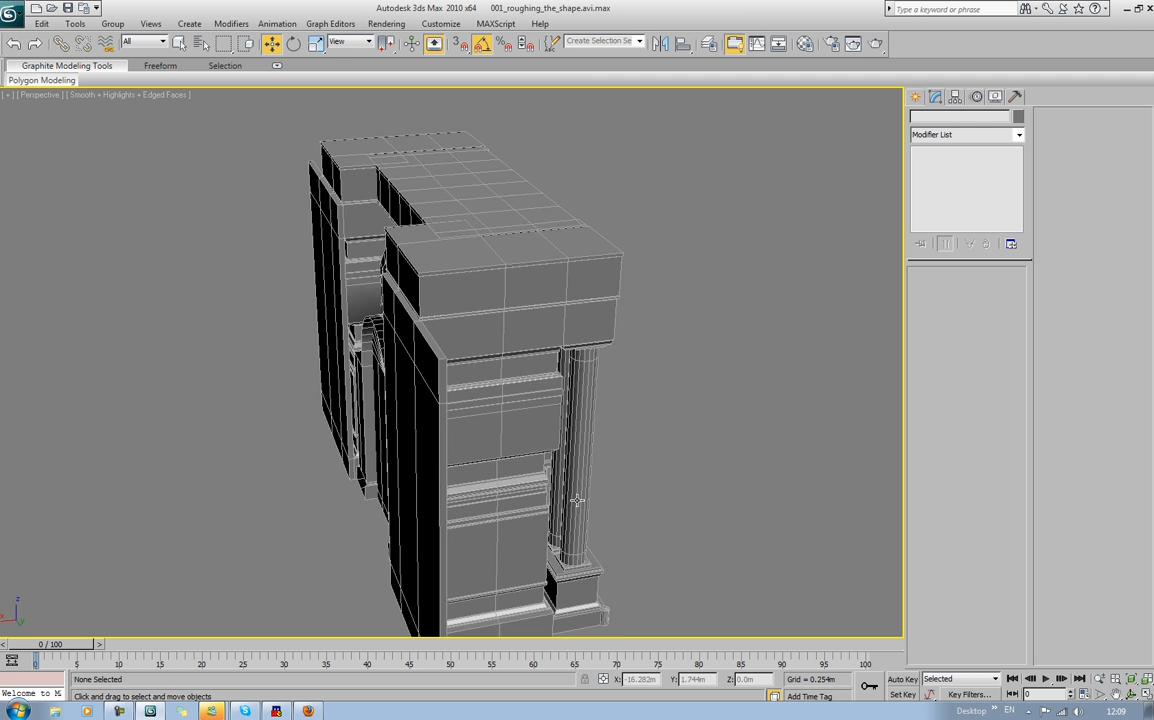 Autodesk 3ds Max 2010 x64 001_roughing_the_shape.avi.max
Type a keyword or phrase
Edit Tools Group Views Create Modifiers Animation Graph Editors Rendering Customize MAXScript Help
All View 3 Create Selection Se
Graphite Modeling Tools Freeform Selection
Polygon Modeling
[ + ] [ Perspective ] [ Smooth + Highlights + Edged Faces ]
Modifier List
z
x y
< 0 / 100 >
0 5 10 15 20 25 30 35 40 45 50 55 60 65 70 75 80 85 90 95 100
None Selected X: -16.282m Y: 1.744m Z: 0.0m Grid = 0.254m Auto Key Selected
Welcome to M Click and drag to select and move objects Add Time Tag Set Key Key Filters... 0
Desktop » EN 12:09